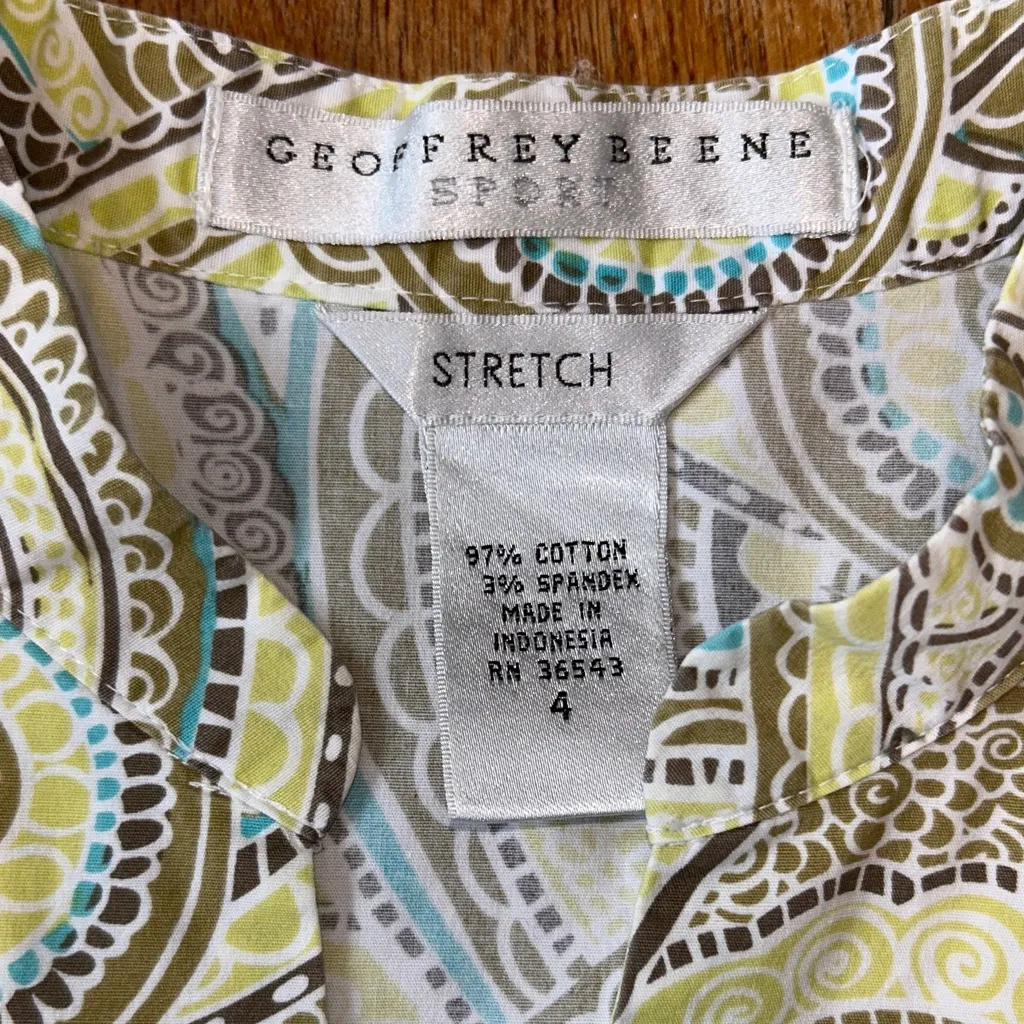 GEOFFREY BEENE
SPORT
STRETCH
97% COTTON
3% SPANDEX
MADE IN
INDONESIA
RN 36543
4